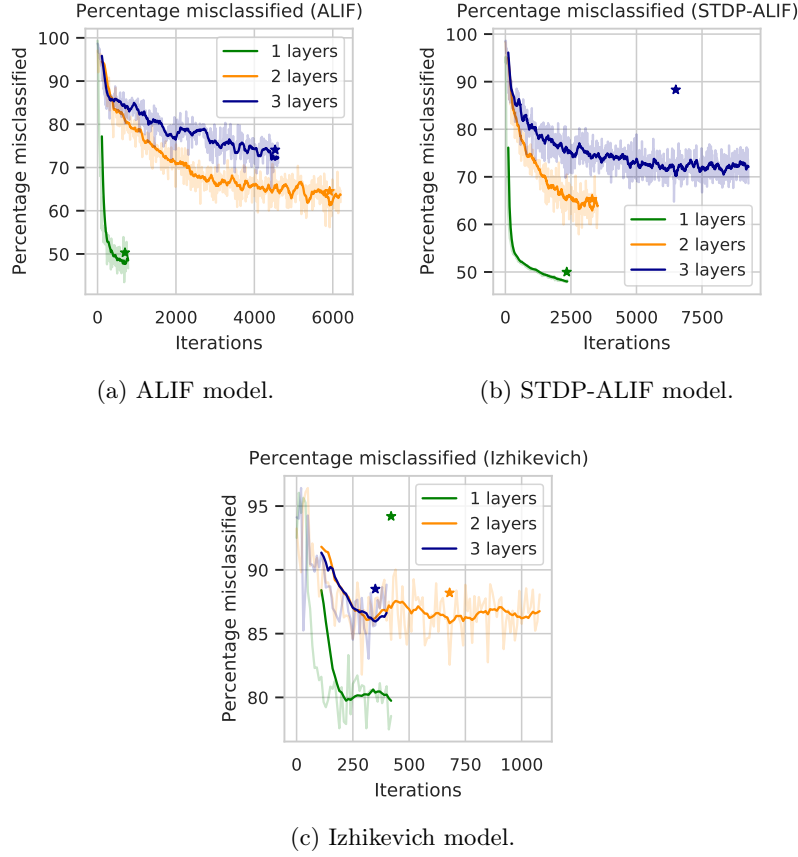 Percentage misclassified (ALIF)
Percentage misclassified
100
90
80
70
60
50
1 layers
2 layers
3 layers
0
2000
4000
6000
Iterations
(a) ALIF model.
Percentage misclassified (STDP-ALIF)
Percentage misclassified
100
90
80
70
60
50
1 layers
2 layers
3 layers
0
2500
5000
7500
Iterations
(b) STDP-ALIF model.
Percentage misclassified (Izhikevich)
Percentage misclassified
95
90
85
80
1 layers
2 layers
3 layers
0
250
500
750
1000
Iterations
(c) Izhikevich model.